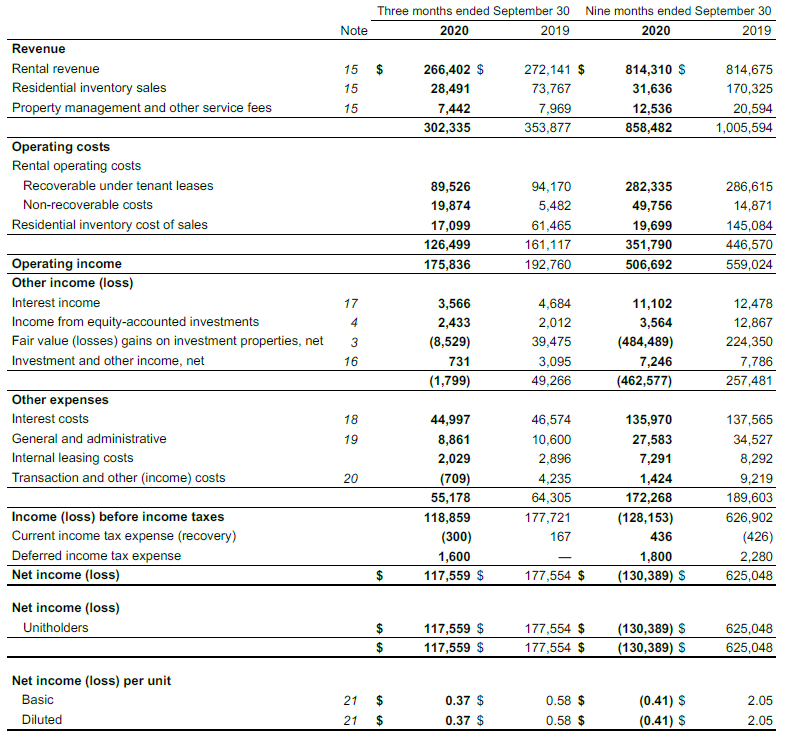 Three months ended September 30 Nine months ended September 30
Note 2020 2019 2020 2019
Revenue
Rental revenue 15 $ 266,402 $ 272,141 $ 814,310 $ 814,675
Residential inventory sales 15 28,491 73,767 31,636 170,325
Property management and other service fees 15 7,442 7,969 12,536 20,594
302,335 353,877 858,482 1,005,594
Operating costs
Rental operating costs
Recoverable under tenant leases 89,526 94,170 282,335 286,615
Non-recoverable costs 19,874 5,482 49,756 14,871
Residential inventory cost of sales 17,099 61,465 19,699 145,084
126,499 161,117 351,790 446,570
Operating income 175,836 192,760 506,692 559,024
Other income (loss)
Interest income 17 3,566 4,684 11,102 12,478
Income from equity-accounted investments 4 2,433 2,012 3,564 12,867
Fair value (losses) gains on investment properties, net 3 (8,529) 39,475 (484,489) 224,350
Investment and other income, net 16 731 3,095 7,246 7,786
(1,799) 49,266 (462,577) 257,481
Other expenses
Interest costs 18 44,997 46,574 135,970 137,565
General and administrative 19 8,861 10,600 27,583 34,527
Internal leasing costs 2,029 2,896 7,291 8,292
Transaction and other (income) costs 20 (709) 4,235 1,424 9,219
55,178 64,305 172,268 189,603
Income (loss) before income taxes 118,859 177,721 (128,153) 626,902
Current income tax expense (recovery) (300) 167 436 (426)
Deferred income tax expense 1,600 — 1,800 2,280
Net income (loss) $ 117,559 $ 177,554 $ (130,389) $ 625,048
Net income (loss)
Unitholders $ 117,559 $ 177,554 $ (130,389) $ 625,048
$ 117,559 $ 177,554 $ (130,389) $ 625,048
Net income (loss) per unit
Basic 21 $ 0.37 $ 0.58 $ (0.41) $ 2.05
Diluted 21 $ 0.37 $ 0.58 $ (0.41) $ 2.05